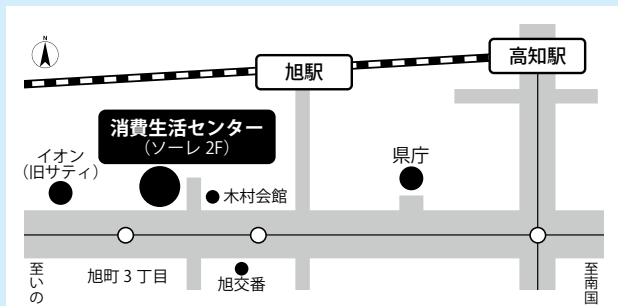 N
高知駅
旭駅
消費生活センター
（ソーレ 2F）
イオン
（旧サティ）
県庁
木村会館
至いの
旭町 3 丁目
旭交番
至南国